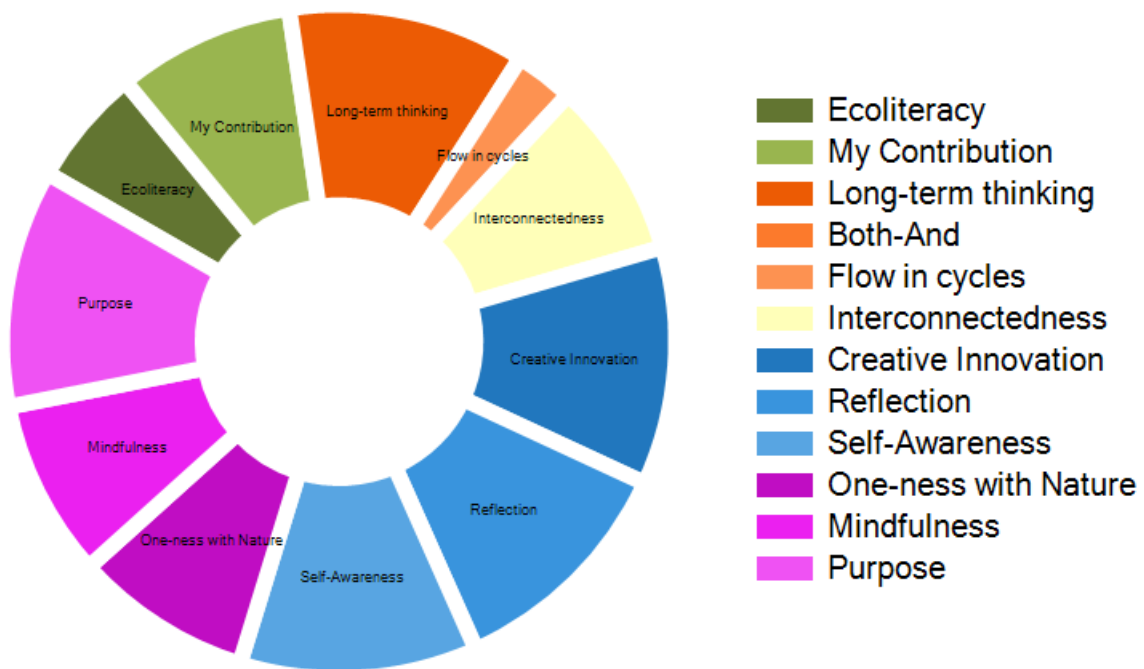 Long-term thinking
My Contribution
Flow in cycles
Ecoliteracy
Interconnectedness
Purpose
Creative Innovation
Mindfulness
Reflection
One-ness with Nature
Self-Awareness
Ecoliteracy
My Contribution
Long-term thinking
Both-And
Flow in cycles
Interconnectedness
Creative Innovation
Reflection
Self-Awareness
One-ness with Nature
Mindfulness
Purpose